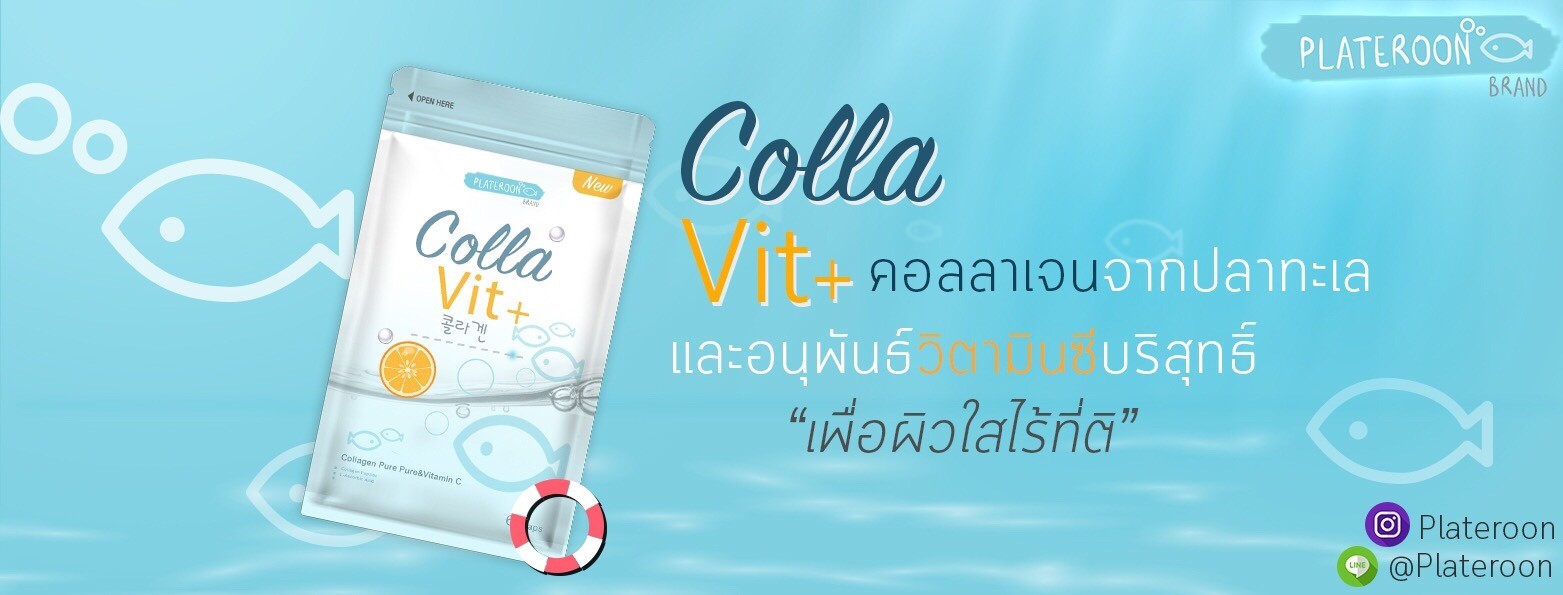 PLATEROON
BRAND
OPEN HERE
PLATEROON
BRAND
New
Colla
Vit+
콜라겐
Collagen Pure Pure&Vitamin C
Colla
Vit+ คอลลาเจนจากปลาทะเล
และอนุพันธ์วิตามินซีบริสุทธิ์
“เพื่อผิวใสไร้ที่ติ”
Plateroon
LINE
@Plateroon